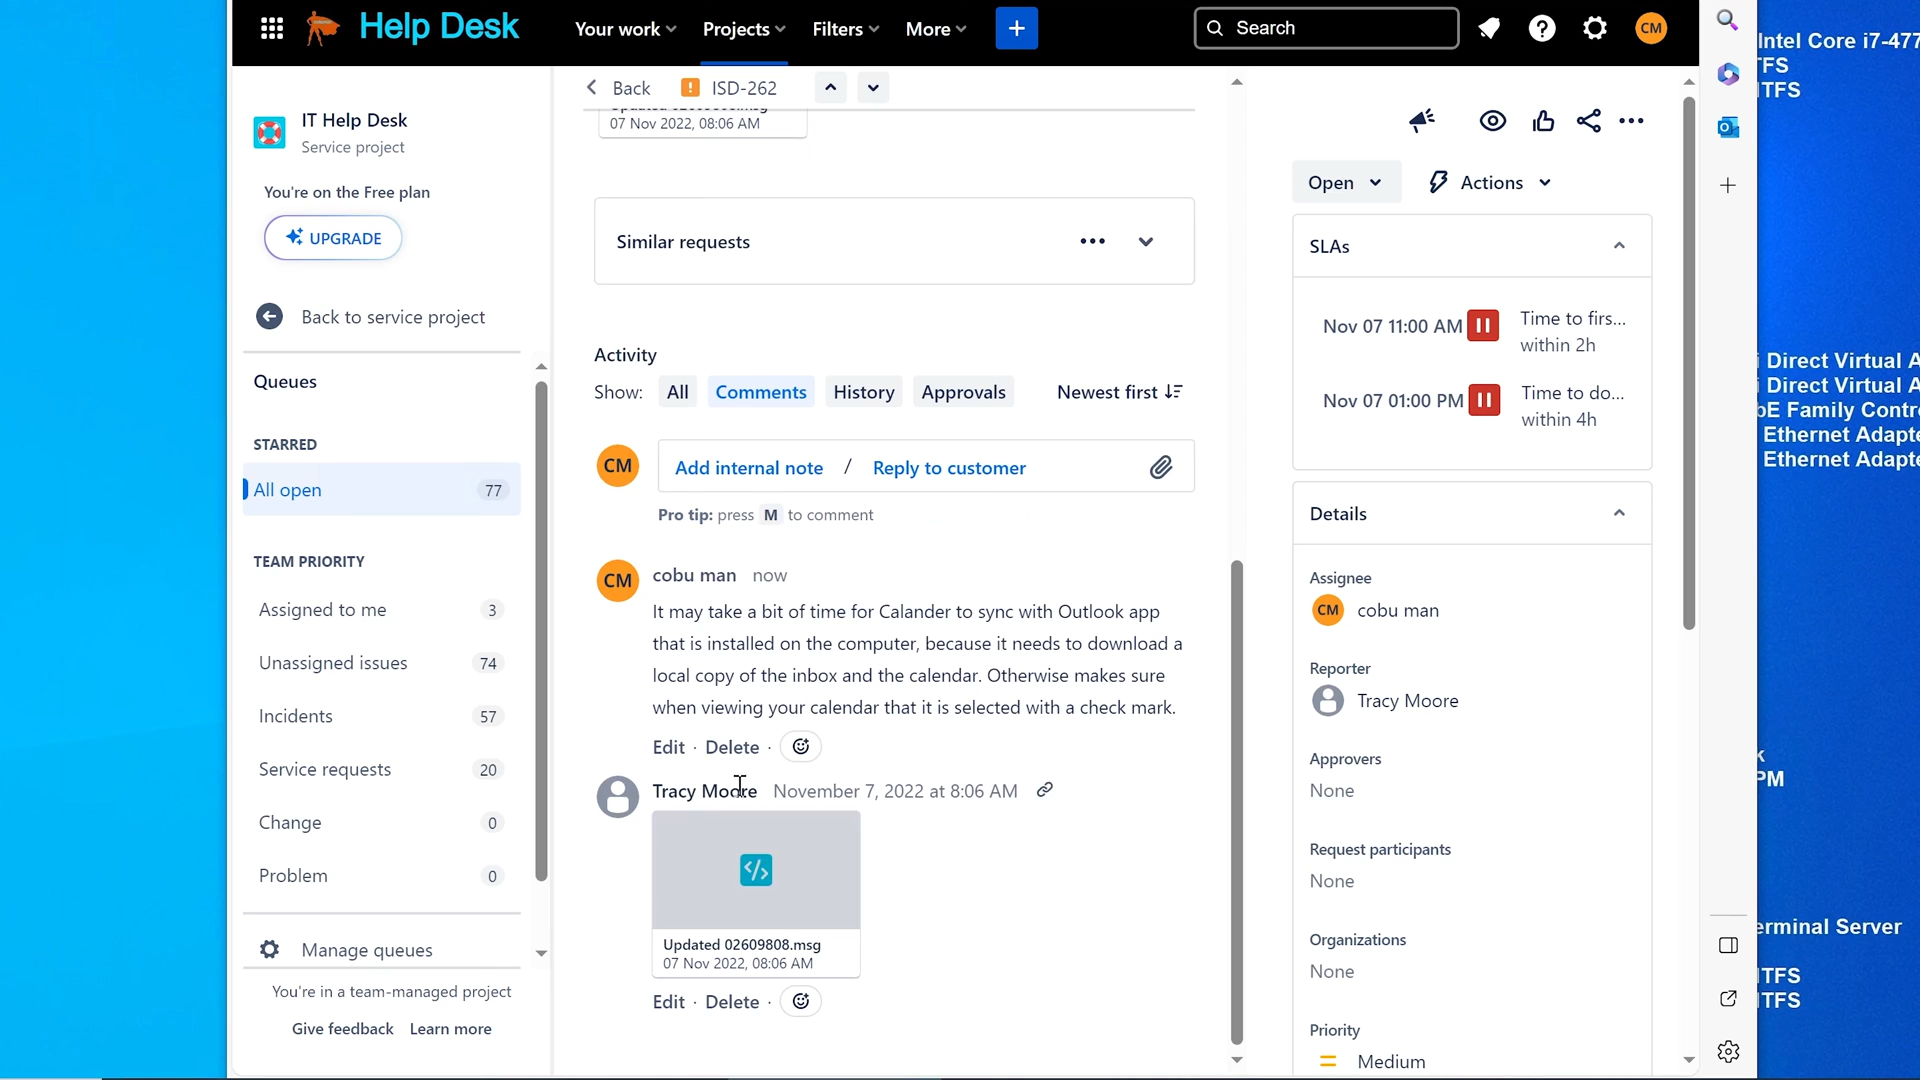 Help Desk
Your work
Projects
Filters
More
Search
CM
IT Help Desk
Service project
You're on the Free plan
UPGRADE
Back to service project
Queues
STARRED
All open 77
TEAM PRIORITY
Assigned to me 3
Unassigned issues 74
Incidents 57
Service requests 20
Change 0
Problem 0
Manage queues
You're in a team-managed project
Give feedback Learn more
Back
ISD-262
07 Nov 2022, 08:06 AM
Similar requests
Activity
Show: All Comments History Approvals Newest first
CM
Add internal note / Reply to customer
Pro tip: press M to comment
CM
cobu man now
It may take a bit of time for Calander to sync with Outlook app
that is installed on the computer, because it needs to download a
local copy of the inbox and the calendar. Otherwise makes sure
when viewing your calendar that it is selected with a check mark.
Edit · Delete ·
Tracy Moore November 7, 2022 at 8:06 AM
Updated 02609808.msg
07 Nov 2022, 08:06 AM
Edit · Delete ·
Open
Actions
SLAs
Nov 07 11:00 AM Time to firs...
within 2h
Nov 07 01:00 PM Time to do...
within 4h
Details
Assignee
CM cobu man
Reporter
Tracy Moore
Approvers
None
Request participants
None
Organizations
None
Priority
Medium
Intel Core i7-477
TFS
ITFS
i Direct Virtual A
i Direct Virtual A
bE Family Contr
Ethernet Adapte
Ethernet Adapte
k
PM
erminal Server
ITFS
ITFS